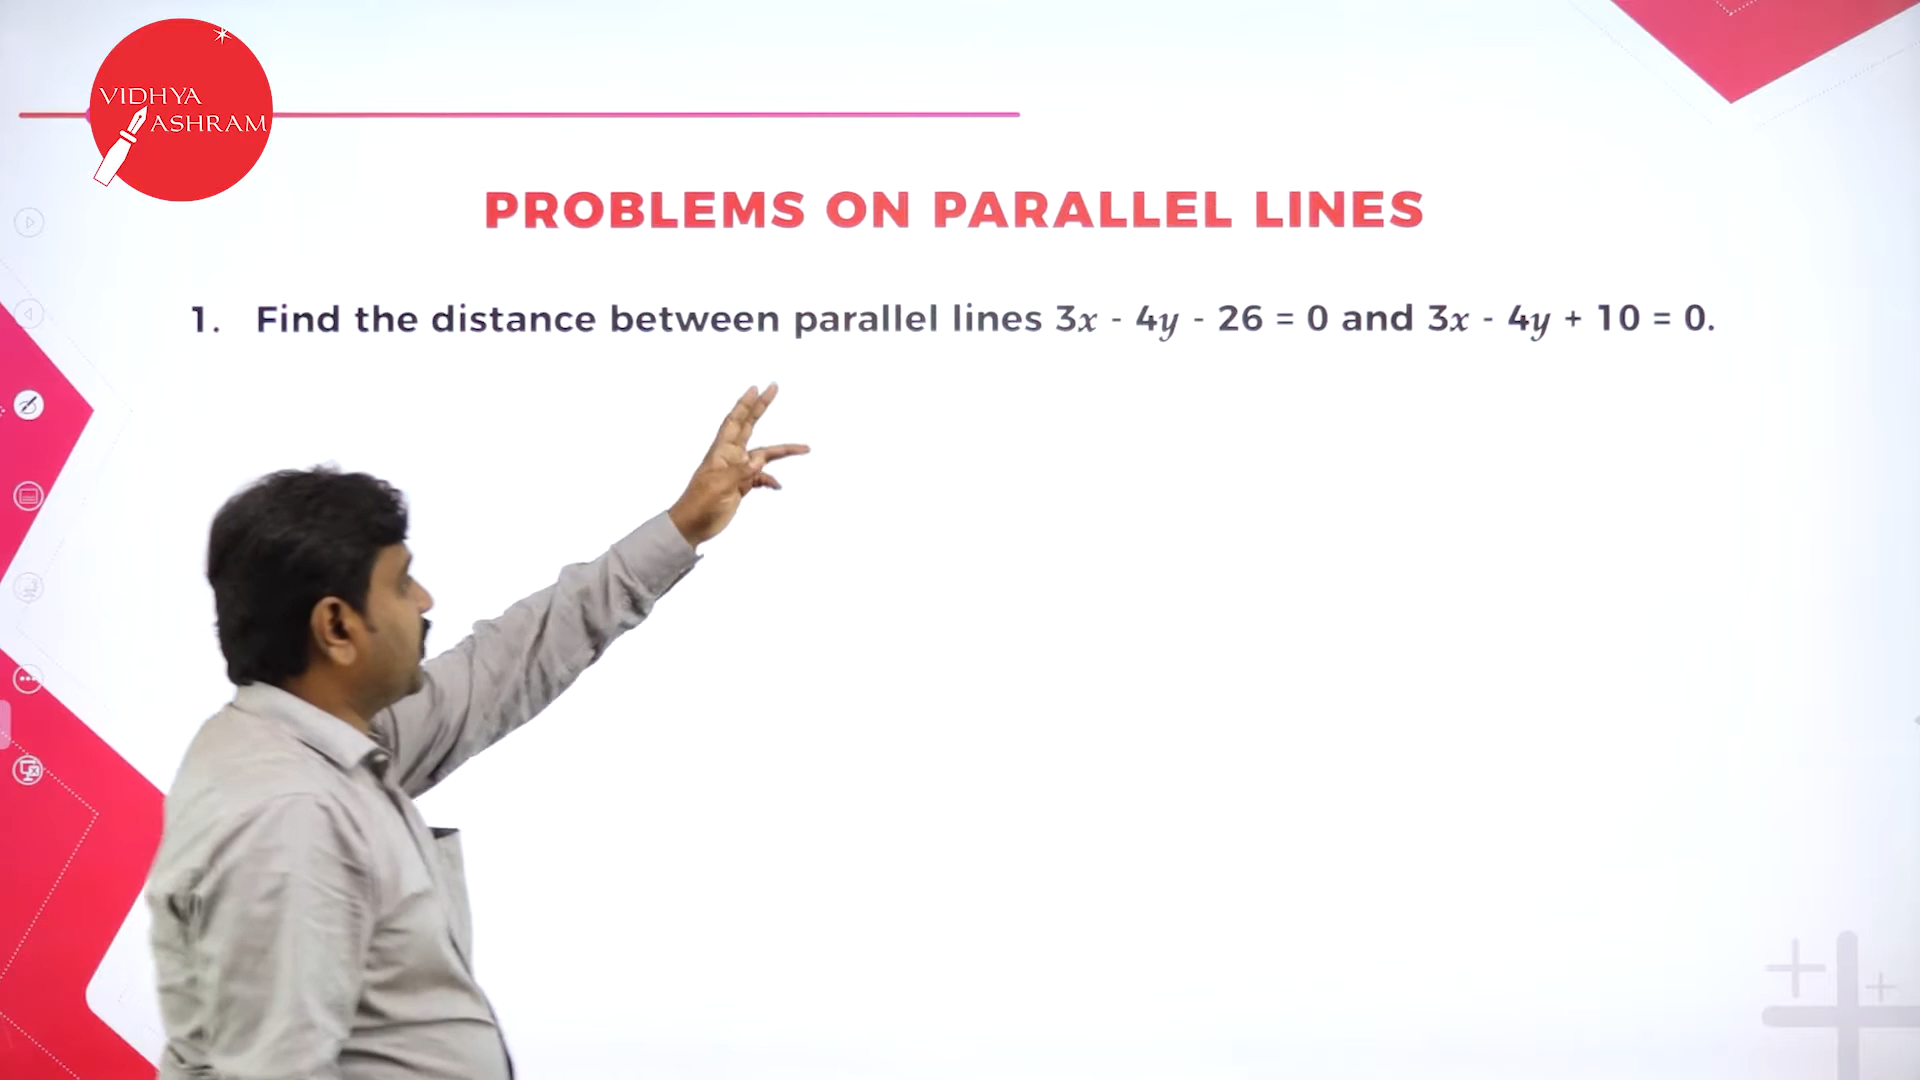 VIDHYA
ASHRAM
PROBLEMS ON PARALLEL LINES
1. Find the distance between parallel lines 3x - 4y - 26 = 0 and 3x - 4y + 10 = 0.